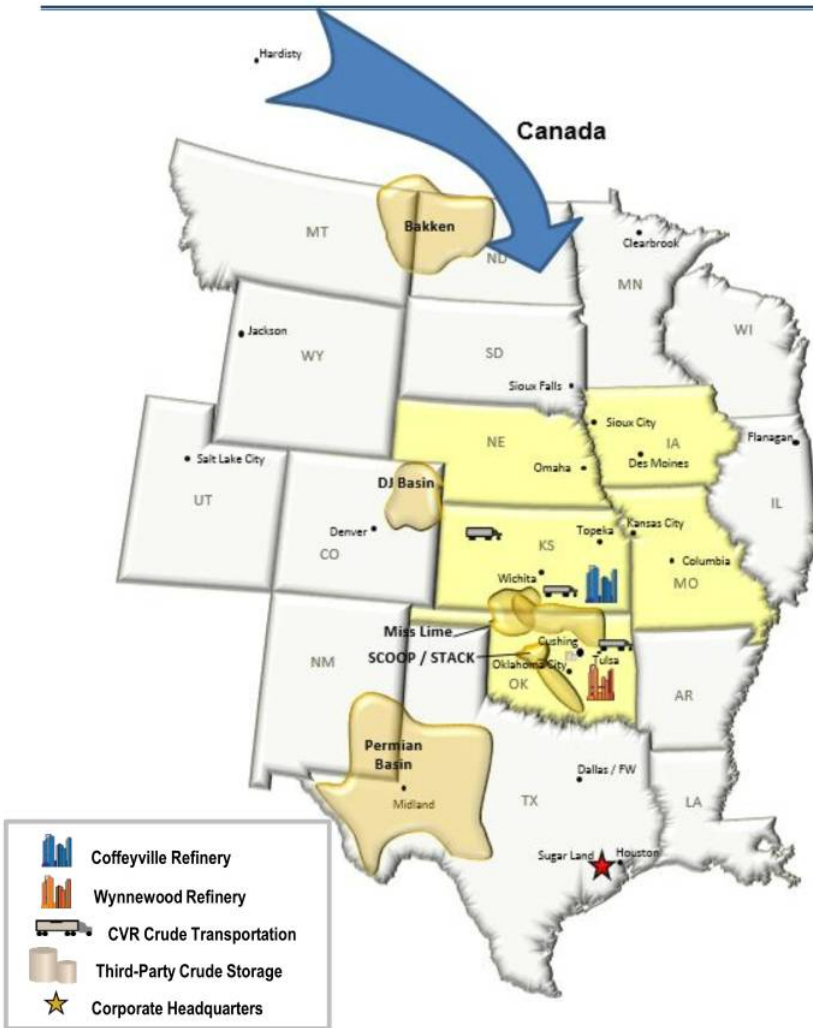 Hardisty
Canada
MT
Bakken
ND
Clearbrook
MN
WI
Jackson
WY
SD
Sioux Falls
NE
Sioux City
IA
Flanagan
Omaha
Des Moines
Salt Lake City
UT
DJ Basin
IL
Denver
CO
KS
Topeka
Kansas City
Columbia
MO
Wichita
Miss Lime
Cushing
SCOOP / STACK
Oklahoma City
Tulsa
NM
OK
AR
Permian
Basin
Midland
TX
Dallas / FW
LA
Sugar Land
Houston
Coffeyville Refinery
Wynnewood Refinery
CVR Crude Transportation
Third-Party Crude Storage
Corporate Headquarters